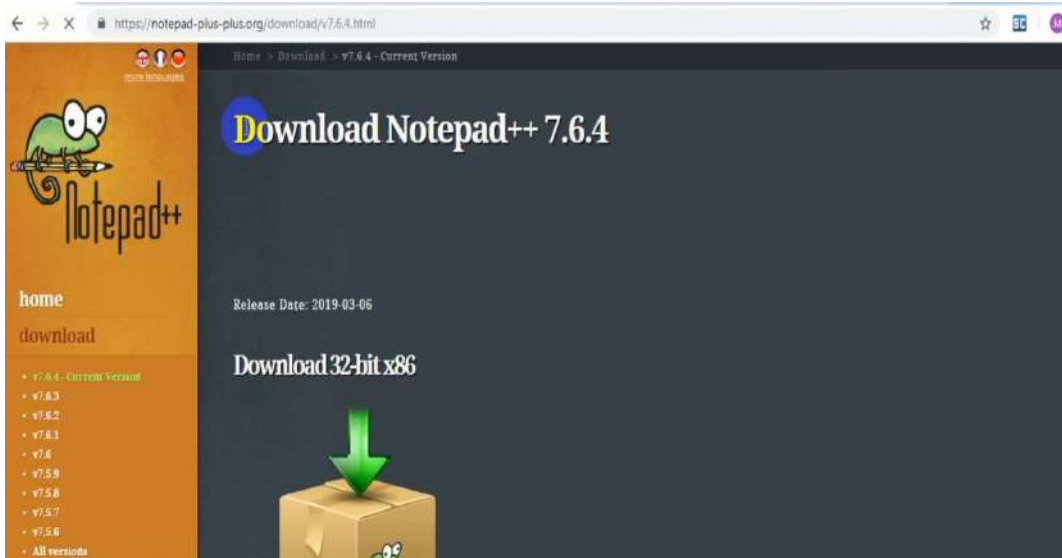 https://notepad-plus-plus.org/download/v7.6.4.html
SC
M
more languages
Home > Download > v7.6.4 - Current Version
Notepad++
Download Notepad++ 7.6.4
home
download
v7.6.4 - Current Version
v7.6.3
v7.6.2
v7.6.1
v7.6
v7.5.9
v7.5.8
v7.5.7
v7.5.6
All versions
Release Date: 2019-03-06
Download 32-bit x86